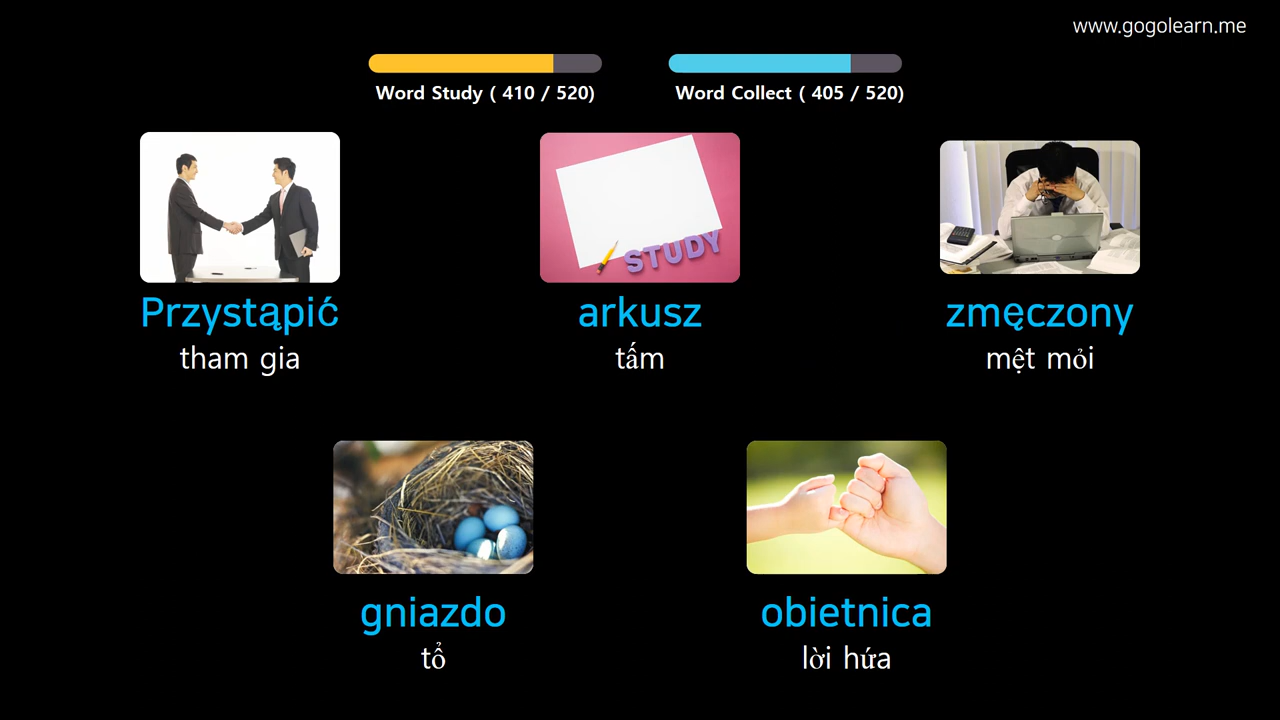 www.gogolearn.me
Word Study ( 410 / 520)
Word Collect ( 405 / 520)
STUDY
Przystąpić
arkusz
zmęczony
tham gia
tấm
mệt mỏi
gniazdo
obietnica
tổ
lời hứa